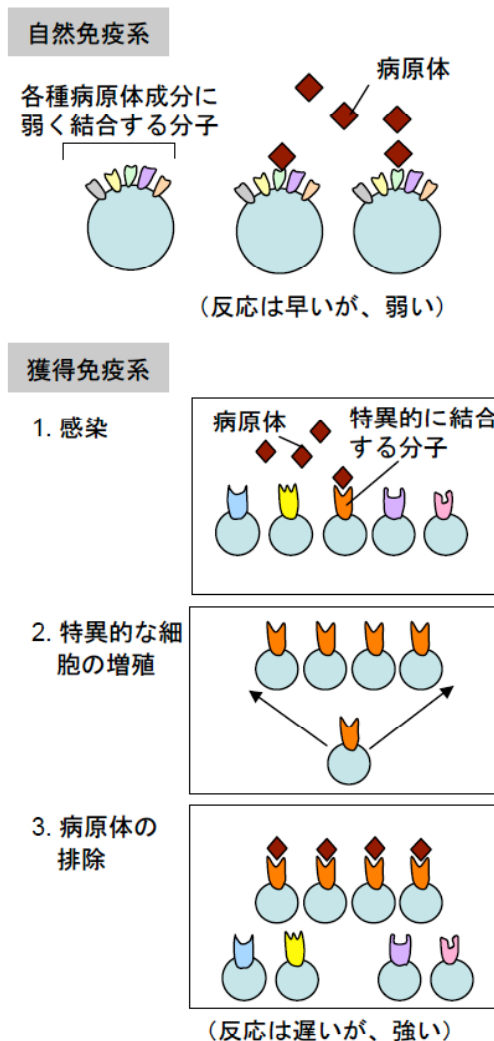 自然免疫系
病原体
各種病原体成分に
弱く結合する分子
（反応は早いが、弱い）
獲得免疫系
1. 感染
病原体
特異的に結合
する分子
2. 特異的な細
胞の増殖
3. 病原体の
排除
（反応は遅いが、強い）